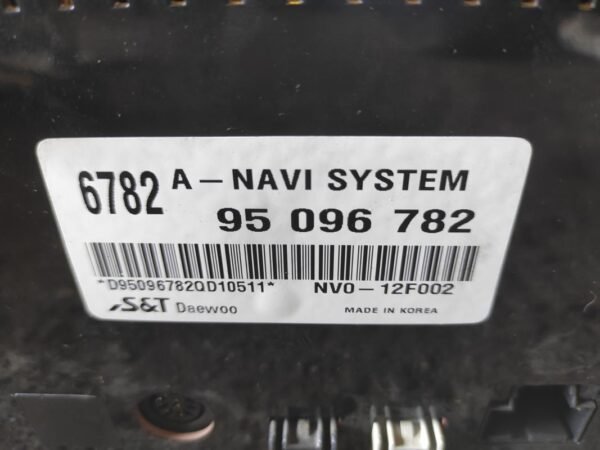 6782 A-NAVI SYSTEM
95 096 782
*D95096782QD10511* NV0-12F002
S&T Daewoo MADE IN KOREA